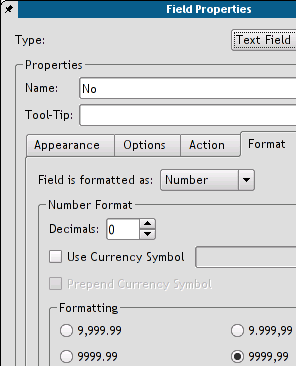 Field Properties
Type: Text Field
Properties
Name: No
Tool-Tip:
Appearance Options Action Format
Field is formatted as: Number
Number Format
Decimals: 0
Use Currency Symbol
Prepend Currency Symbol
Formatting
9,999.99 9.999,99
9999.99 9999,99